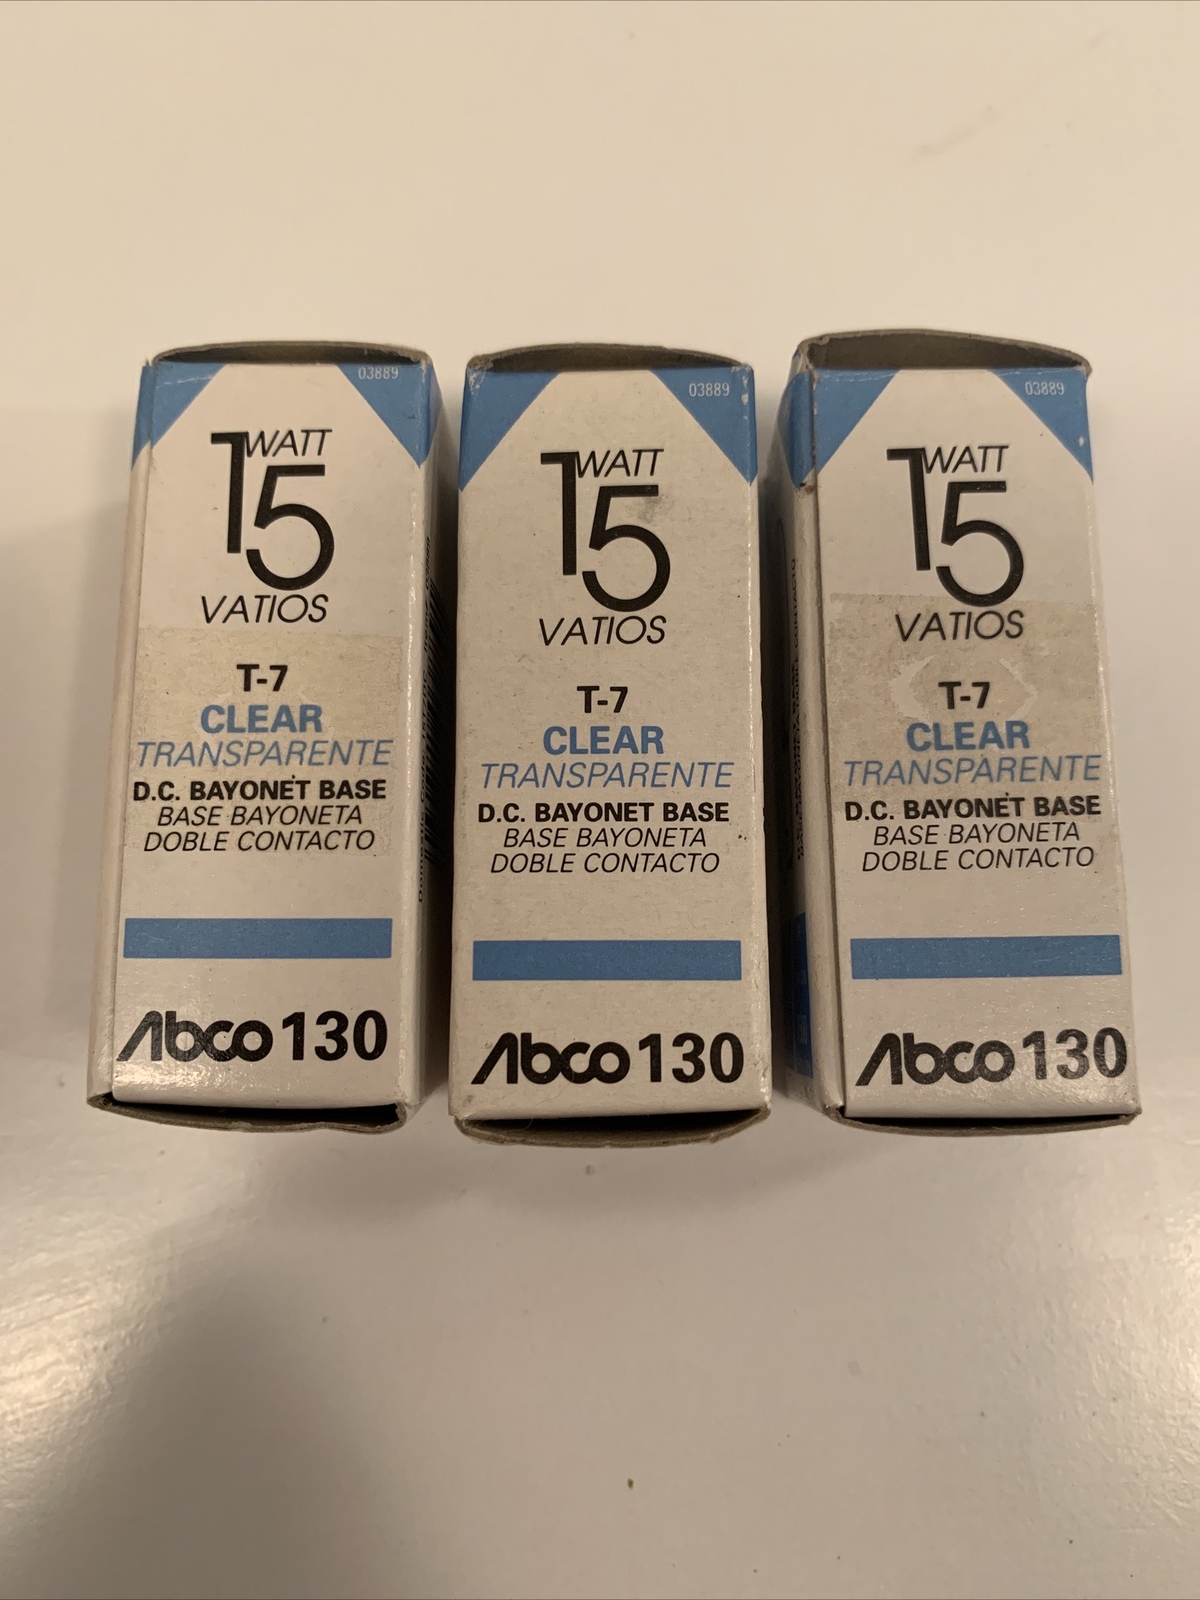 03889
WATT
15
VATIOS
T-7
CLEAR
TRANSPARENTE
D.C. BAYONET BASE
BASE BAYONETA
DOBLE CONTACTO
Abco 130
03889
WATT
15
VATIOS
T-7
CLEAR
TRANSPARENTE
D.C. BAYONET BASE
BASE BAYONETA
DOBLE CONTACTO
Abco 130
03889
WATT
15
VATIOS
T-7
CLEAR
TRANSPARENTE
D.C. BAYONET BASE
BASE BAYONETA
DOBLE CONTACTO
Abco 130